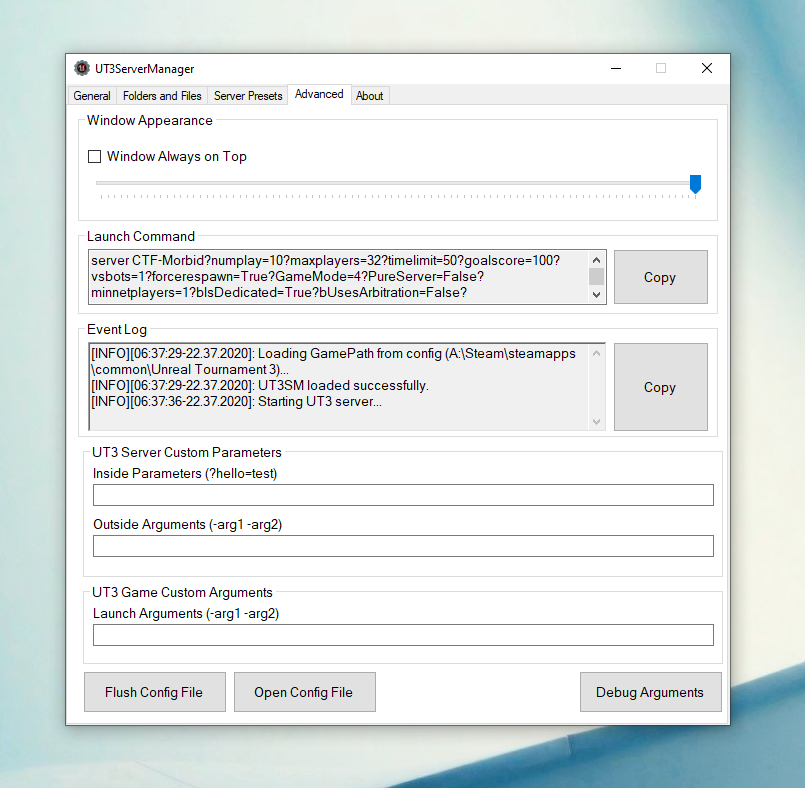 UT3ServerManager
General Folders and Files Server Presets Advanced About
Window Appearance
Window Always on Top
Launch Command
server CTF-Morbid?numplay=10?maxplayers=32?timelimit=50?goalscore=100?
vsbots=1?forcerespawn=True?GameMode=4?PureServer=False?
minnetplayers=1?bIsDedicated=True?bUsesArbitration=False?
Copy
Event Log
[INFO][06:37:29-22.37.2020]: Loading GamePath from config (A:\Steam\steamapps
\common\Unreal Tournament 3)...
[INFO][06:37:29-22.37.2020]: UT3SM loaded successfully.
[INFO][06:37:36-22.37.2020]: Starting UT3 server...
Copy
UT3 Server Custom Parameters
Inside Parameters (?hello=test)
Outside Arguments (-arg1 -arg2)
UT3 Game Custom Arguments
Launch Arguments (-arg1 -arg2)
Flush Config File Open Config File Debug Arguments